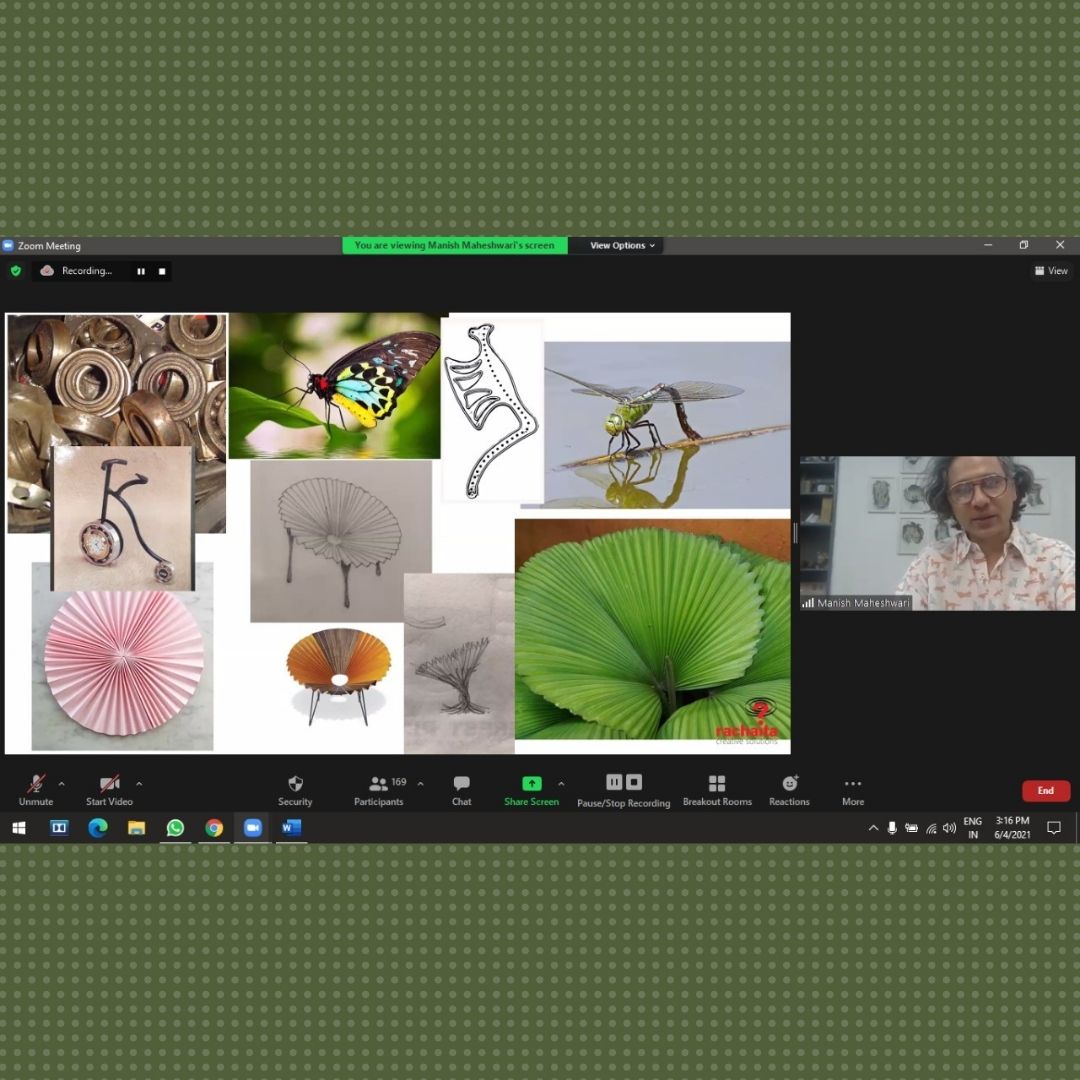 Zoom Meeting
You are viewing Manish Maheshwari's screen
View Options
Recording...
View
Manish Maheshwari
?
rachaita
creative solutions
Unmute
Start Video
Security
169
Participants
Chat
Share Screen
Pause/Stop Recording
Breakout Rooms
Reactions
More
End
W
ENG
IN
3:16 PM
6/4/2021